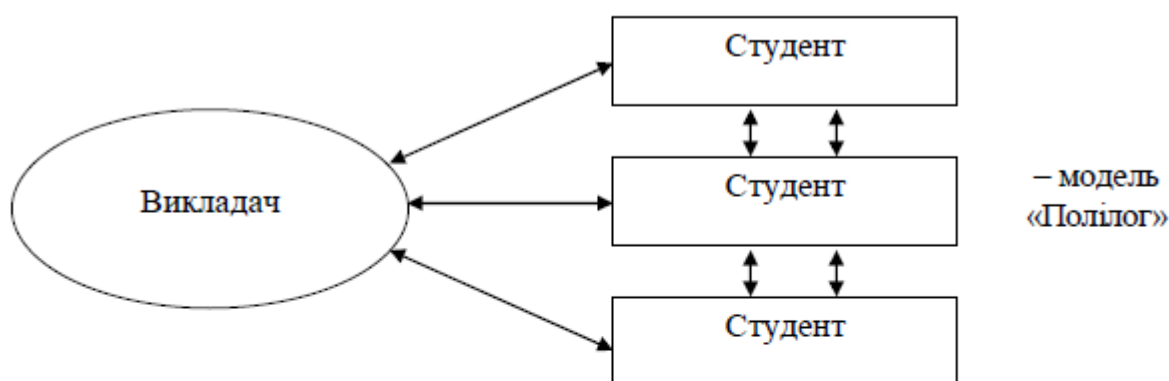 Студент
Викладач
Студент
– модель
«Полілог»
Студент